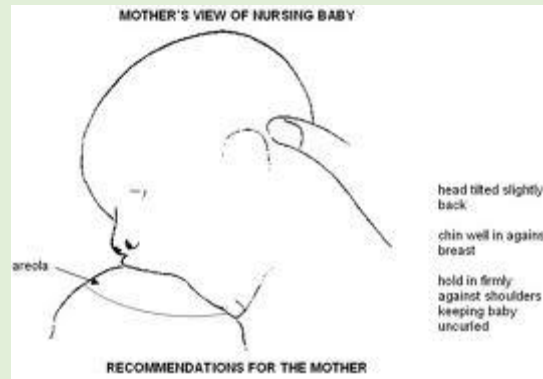 MOTHER'S VIEW OF NURSING BABY
head tilted slightly
back
chin well in agains
breast
areola
hold in firmly
against shoulders
keeping baby
uncurled
RECOMMENDATIONS FOR THE MOTHER